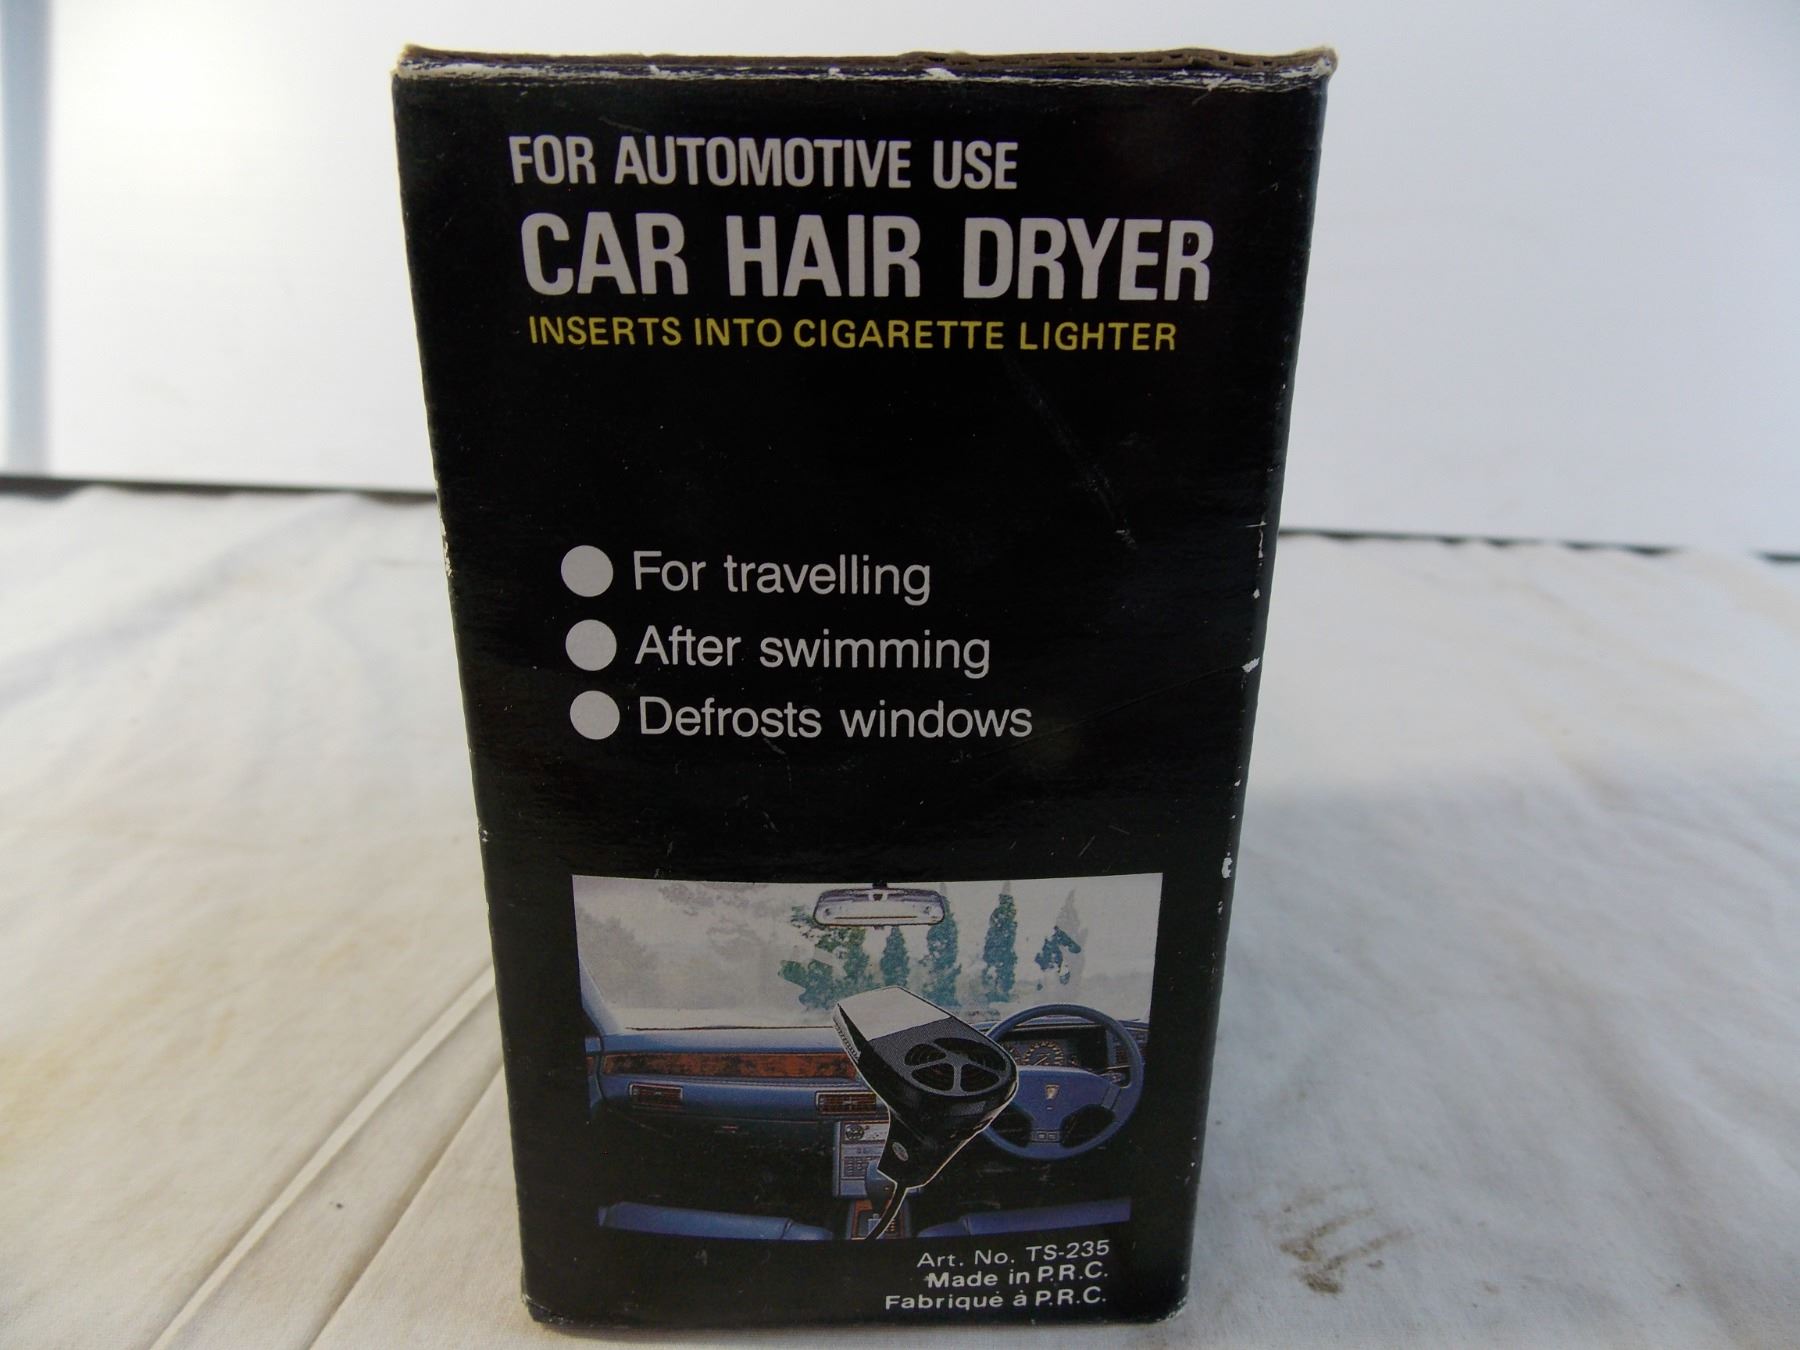 FOR AUTOMOTIVE USE
CAR HAIR DRYER
INSERTS INTO CIGARETTE LIGHTER
For travelling
After swimming
Defrosts windows
Art. No. TS-235
Made in P.R.C.
Fabriqué à P.R.C.